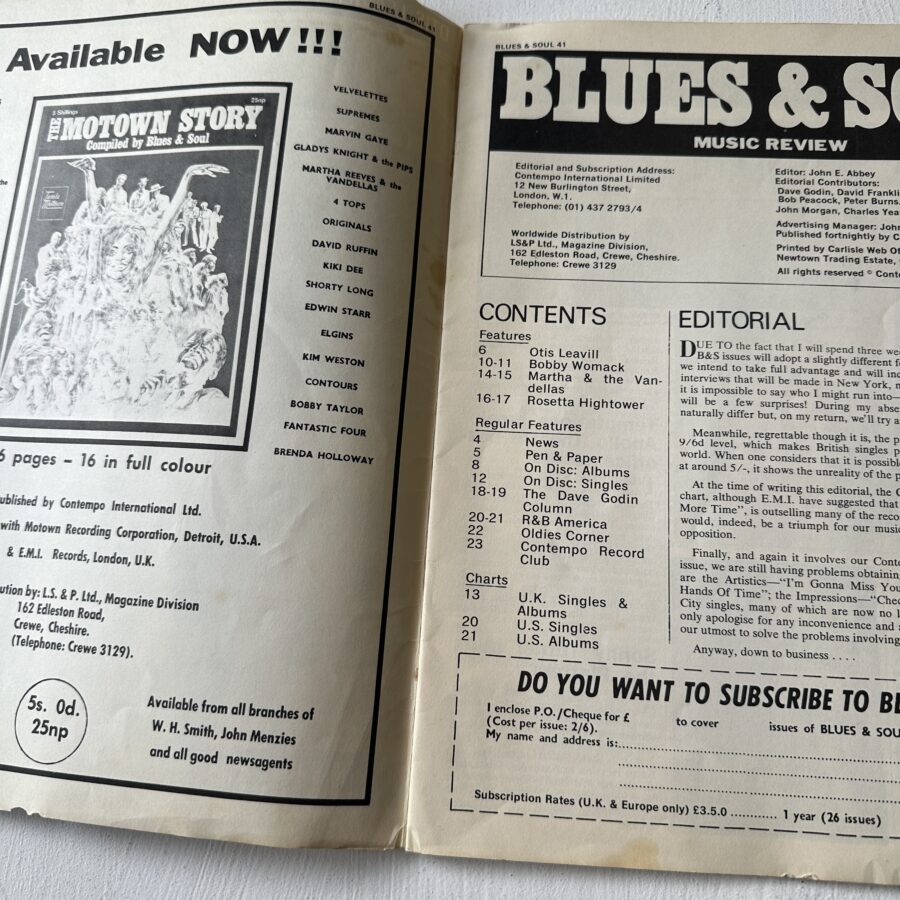 BLUES & SOUL 41
Available NOW!!!
5 Shillings
25np
THE MOTOWN STORY
Compiled by Blues & Soul
Tamla Motown
VELVELETTES
SUPREMES
MARVIN GAYE
GLADYS KNIGHT & the PIPS
MARTHA REEVES & the
VANDELLAS
4 TOPS
ORIGINALS
DAVID RUFFIN
KIKI DEE
SHORTY LONG
EDWIN STARR
ELGINS
KIM WESTON
CONTOURS
BOBBY TAYLOR
FANTASTIC FOUR
BRENDA HOLLOWAY
6 pages – 16 in full colour
ublished by Contempo International Ltd.
with Motown Recording Corporation, Detroit, U.S.A.
& E.M.I. Records, London, U.K.
ution by: L.S. & P. Ltd., Magazine Division
162 Edleston Road,
Crewe, Cheshire.
(Telephone: Crewe 3129).
5s. 0d.
25np
Available from all branches of
W. H. Smith, John Menzies
and all good newsagents
BLUES & SOUL 41
BLUES & SO
MUSIC REVIEW
Editorial and Subscription Address:
Contempo International Limited
12 New Burlington Street,
London, W.1.
Telephone: (01) 437 2793/4
Worldwide Distribution by
LS&P Ltd., Magazine Division,
162 Edleston Road, Crewe, Cheshire.
Telephone: Crewe 3129
Editor: John E. Abbey
Editorial Contributors:
Dave Godin, David Frankli
Bob Peacock, Peter Burns,
John Morgan, Charles Yea
Advertising Manager: John
Published fortnightly by C
Printed by Carlisle Web Of
Newtown Trading Estate,
All rights reserved © Cont
CONTENTS
Features
6 Otis Leavill
10-11 Bobby Womack
14-15 Martha & the Van-
dellas
16-17 Rosetta Hightower
Regular Features
4 News
5 Pen & Paper
8 On Disc: Albums
12 On Disc: Singles
18-19 The Dave Godin
Column
20-21 R&B America
22 Oldies Corner
23 Contempo Record
Club
Charts
13 U.K. Singles &
Albums
20 U.S. Singles
21 U.S. Albums
EDITORIAL
DUE TO the fact that I will spend three wee
B&S issues will adopt a slightly different f
we intend to take full advantage and will inc
interviews that will be made in New York,
it is impossible to say who I might run into—
will be a few surprises! During my abse
naturally differ but, on my return, we'll try a
Meanwhile, regrettable though it is, the p
9/6d level, which makes British singles p
world. When one considers that it is possibl
at around 5/-, it shows the unreality of the p
At the time of writing this editorial, the C
chart, although E.M.I. have suggested that
More Time", is outselling many of the reco
would, indeed, be a triumph for our music
opposition.
Finally, and again it involves our Conte
issue, we are still having problems obtainin
are the Artistics—"I'm Gonna Miss You
Hands Of Time"; the Impressions—"Chec
City singles, many of which are now no l
only apologise for any inconvenience and a
our utmost to solve the problems involving
Anyway, down to business . . . .
DO YOU WANT TO SUBSCRIBE TO BL
I enclose P.O./Cheque for £ to cover issues of BLUES & SOU
(Cost per issue: 2/6).
My name and address is:
Subscription Rates (U.K. & Europe only) £3.5.0 ............ 1 year (26 issues)